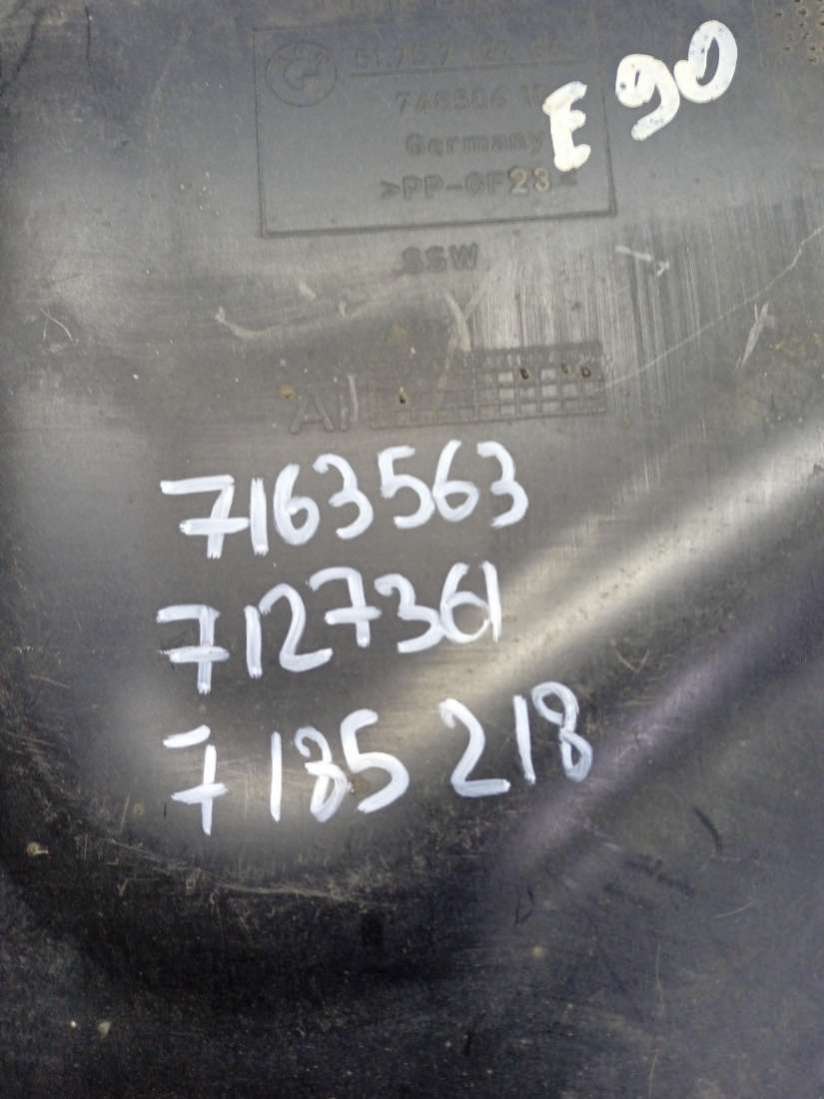 E 90
Germany
>PP-GF23<
SSW
7163563
7127361
7185218